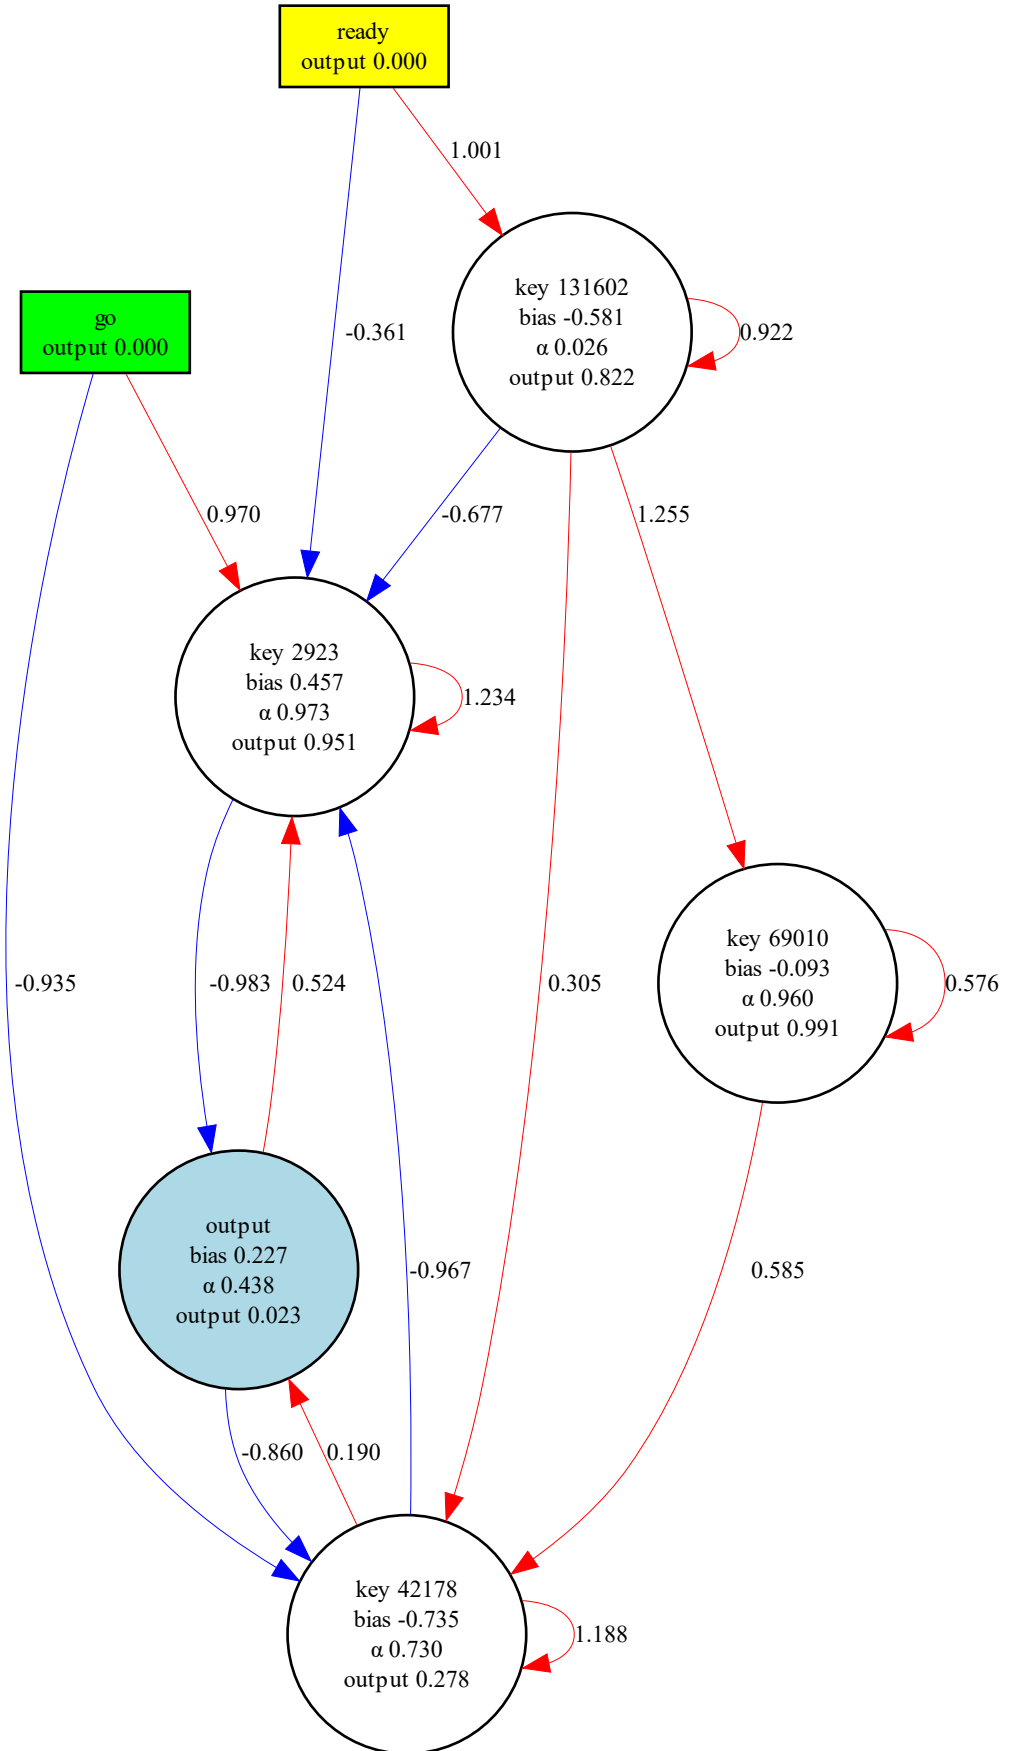 ready
output 0.000
1.001
key 131602
bias -0.581
α 0.026
output 0.822
0.922
go
output 0.000
-0.361
0.970
-0.677
1.255
key 2923
bias 0.457
α 0.973
output 0.951
1.234
key 69010
bias -0.093
α 0.960
output 0.991
0.576
-0.935
-0.983
0.524
0.305
output
bias 0.227
α 0.438
output 0.023
-0.967
0.585
-0.860
0.190
key 42178
bias -0.735
α 0.730
output 0.278
1.188